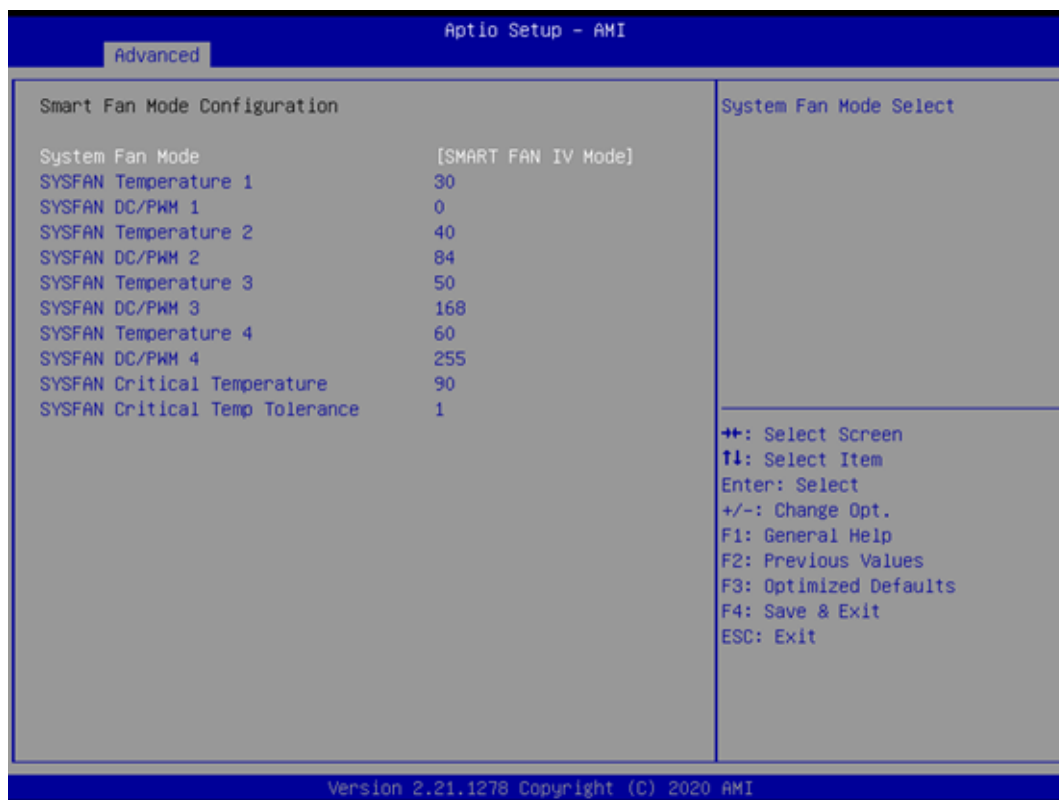 Aptio Setup – AMI
Advanced
Smart Fan Mode Configuration
System Fan Mode [SMART FAN IV Mode]
SYSFAN Temperature 1 30
SYSFAN DC/PWM 1 0
SYSFAN Temperature 2 40
SYSFAN DC/PWM 2 84
SYSFAN Temperature 3 50
SYSFAN DC/PWM 3 168
SYSFAN Temperature 4 60
SYSFAN DC/PWM 4 255
SYSFAN Critical Temperature 90
SYSFAN Critical Temp Tolerance 1
System Fan Mode Select
→←: Select Screen
↑↓: Select Item
Enter: Select
+/-: Change Opt.
F1: General Help
F2: Previous Values
F3: Optimized Defaults
F4: Save & Exit
ESC: Exit
Version 2.21.1278 Copyright (C) 2020 AMI